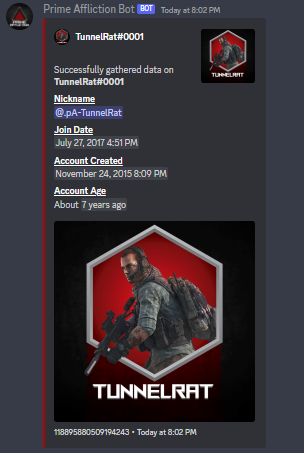 Prime Affliction Bot BOT Today at 8:02 PM
TunnelRat#0001
TUNNELRAT
Successfully gathered data on
TunnelRat#0001
Nickname
@.pA-TunnelRat
Join Date
July 27, 2017 4:51 PM
Account Created
November 24, 2015 8:09 PM
Account Age
About 7 years ago
TUNNELRAT
118895880509194243 • Today at 8:02 PM